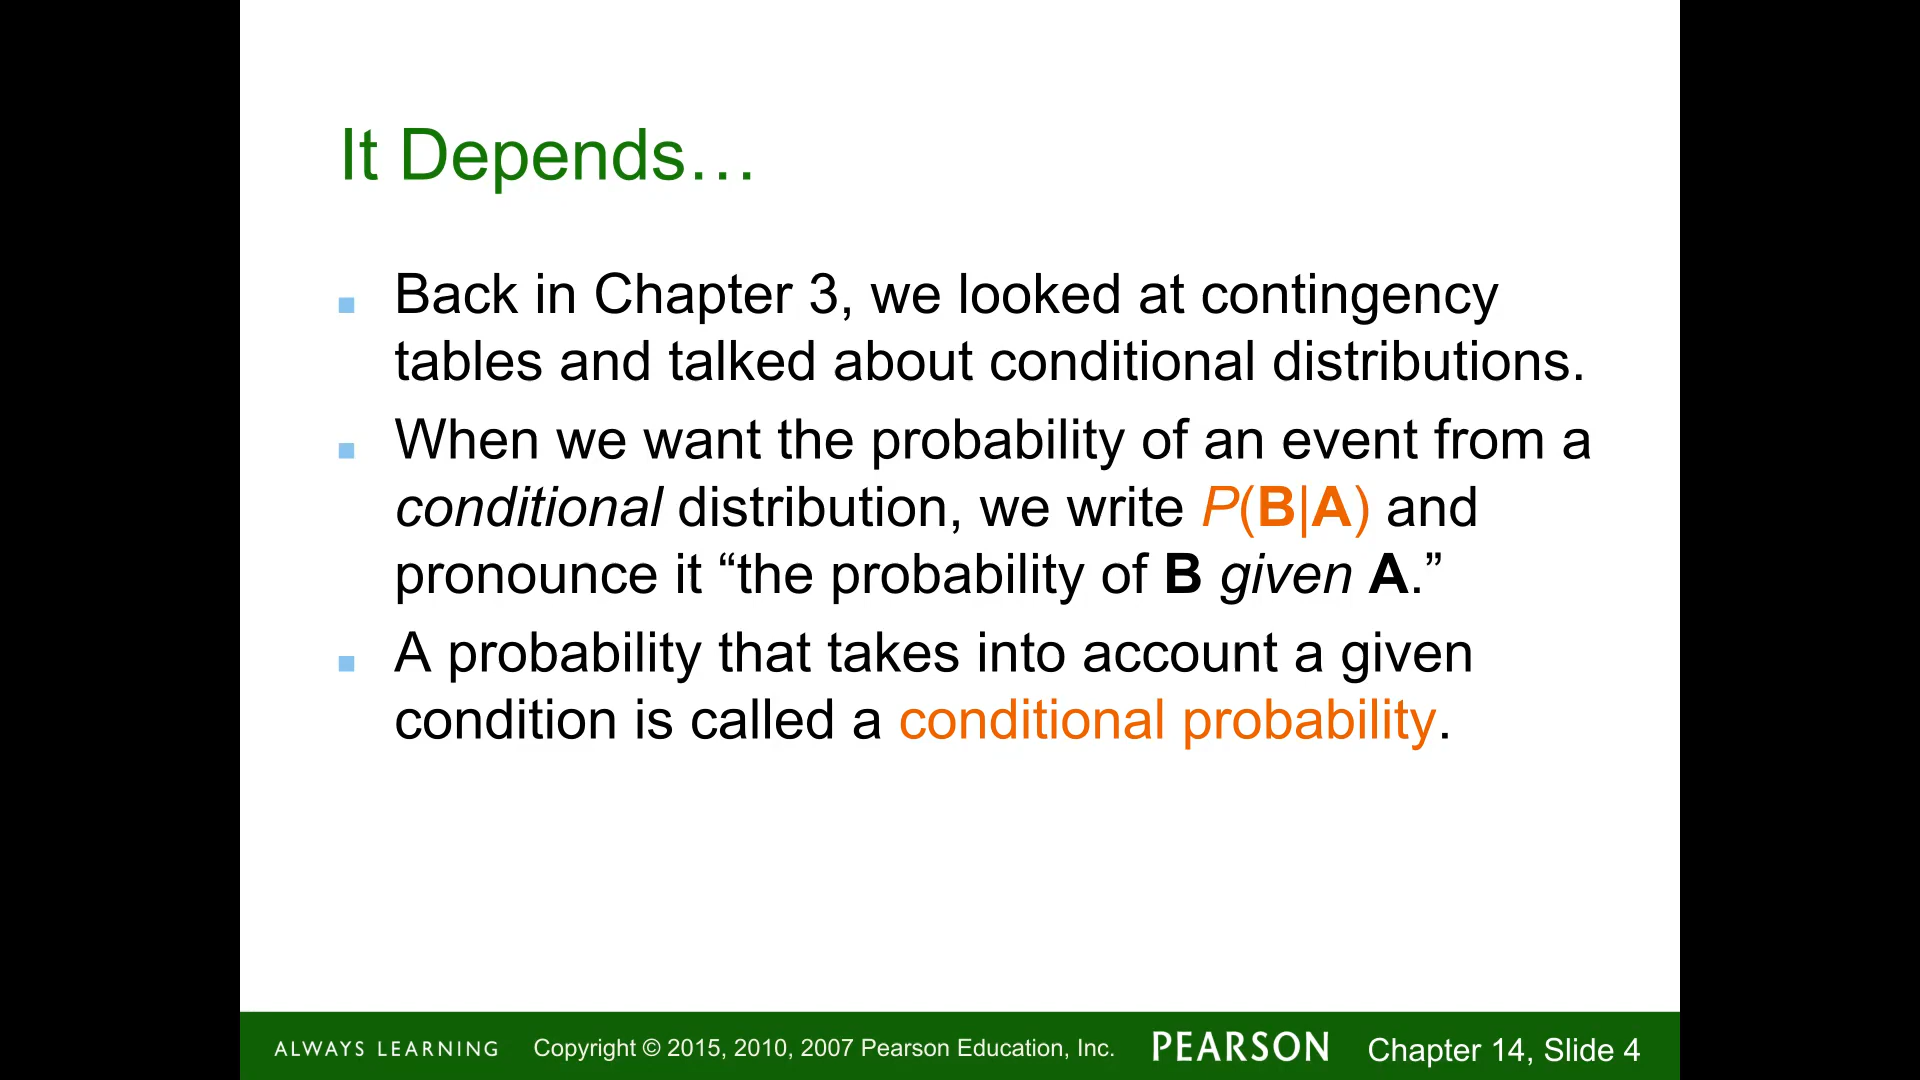 It Depends…
Back in Chapter 3, we looked at contingency
tables and talked about conditional distributions.
When we want the probability of an event from a
conditional distribution, we write P(B|A) and
pronounce it “the probability of B given A.”
A probability that takes into account a given
condition is called a conditional probability.
ALWAYS LEARNING Copyright © 2015, 2010, 2007 Pearson Education, Inc. PEARSON Chapter 14, Slide 4